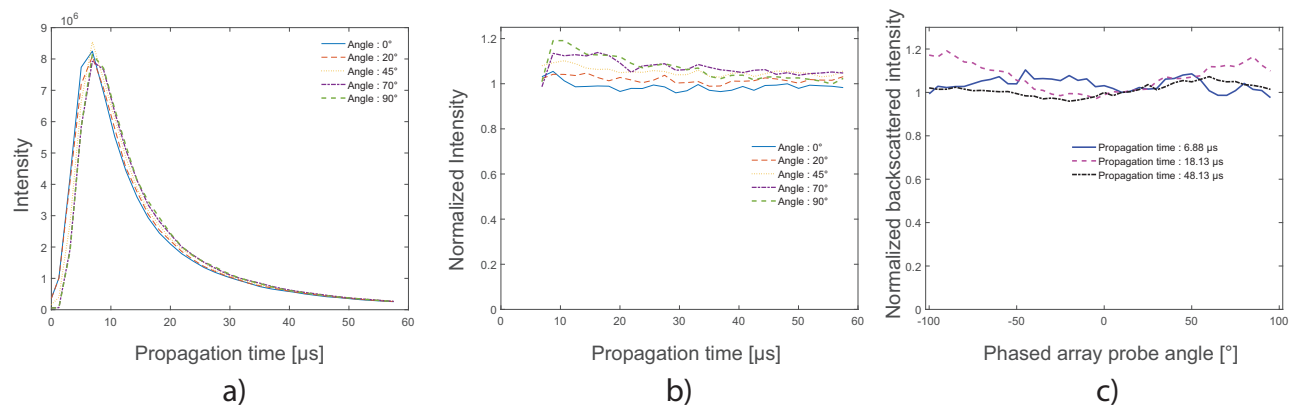 10⁶
9
8
7
6
5
4
3
2
1
0
Intensity
0 10 20 30 40 50 60
Propagation time [µs]
Angle : 0°
Angle : 20°
Angle : 45°
Angle : 70°
Angle : 90°
a)
1.2
1
0.8
0.6
0.4
0.2
0
Normalized Intensity
0 10 20 30 40 50 60
Propagation time [µs]
Angle : 0°
Angle : 20°
Angle : 45°
Angle : 70°
Angle : 90°
b)
1.2
1
0.8
0.6
0.4
0.2
0
Normalized backscattered intensity
-100 -50 0 50 100
Phased array probe angle [°]
Propagation time : 6.88 µs
Propagation time : 18.13 µs
Propagation time : 48.13 µs
c)